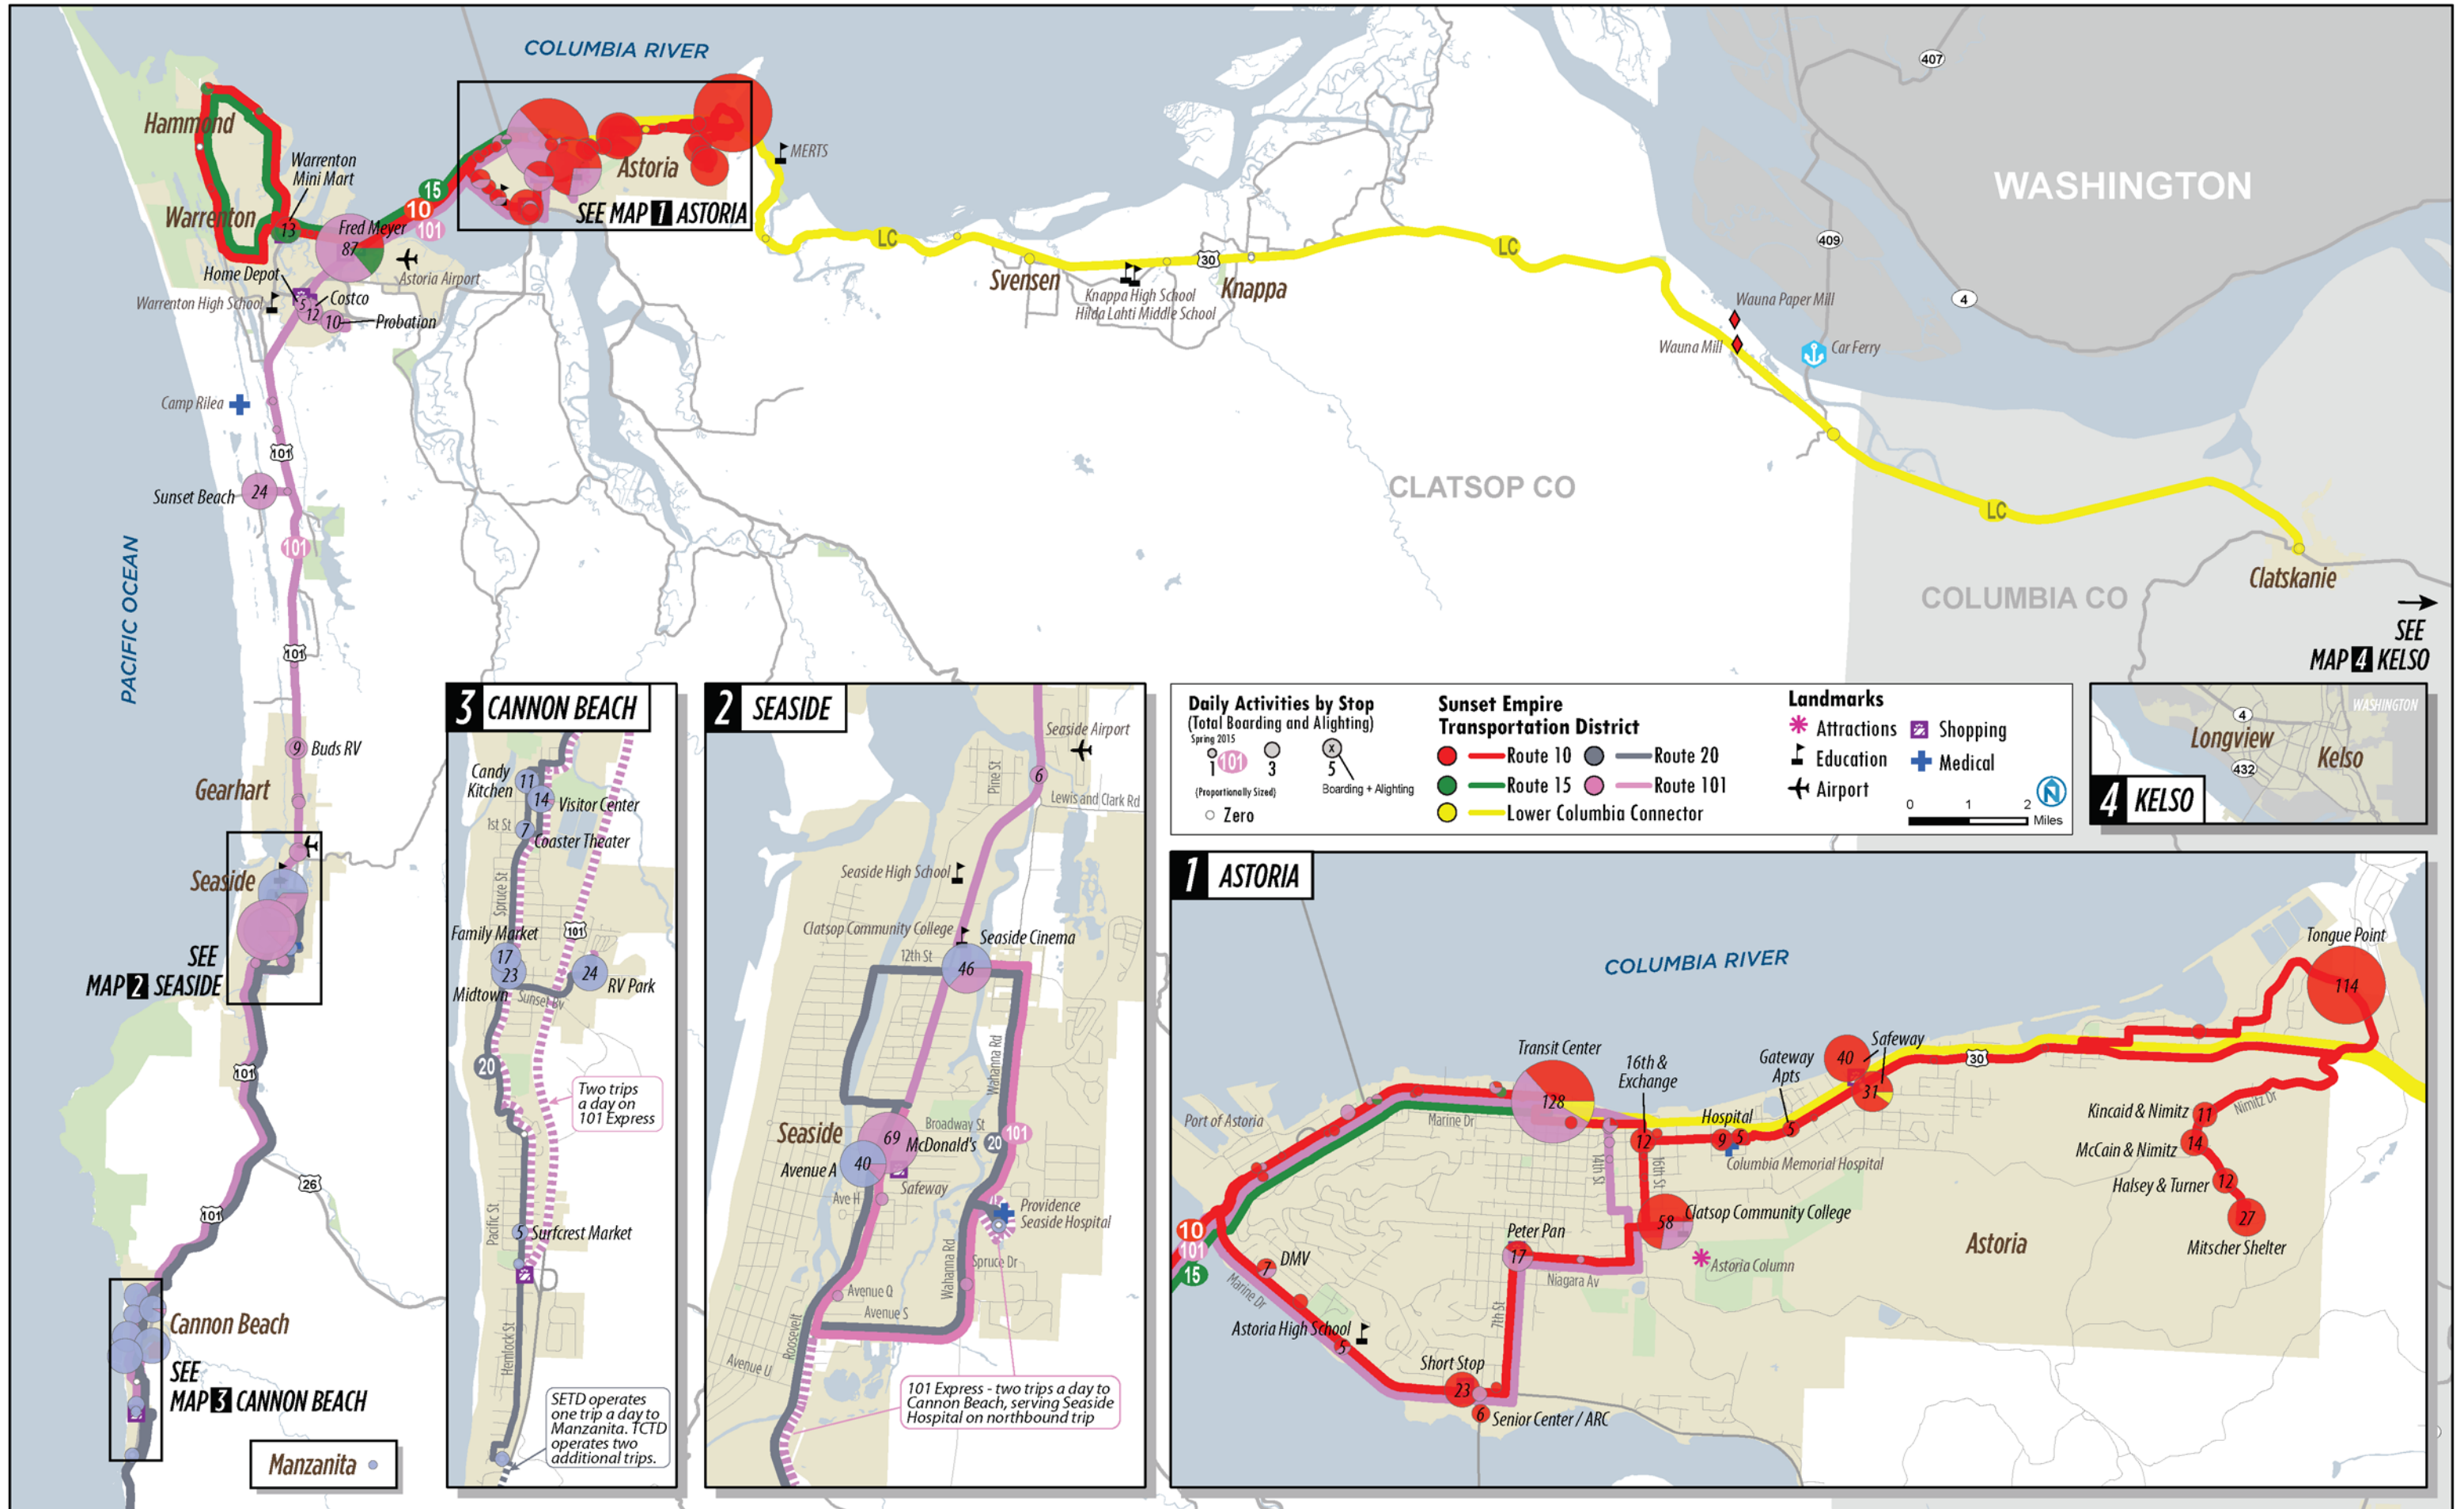 COLUMBIA RIVER
407
Hammond
Warrenton
Mini Mart
MERTS
Astoria
WASHINGTON
15
10
101
SEE MAP 1 ASTORIA
Warrenton
13
Fred Meyer
87
409
LC
LC
30
Home Depot
Astoria Airport
Svensen
Knappa
Knappa High School
Hilda Lahti Middle School
Warrenton High School
5
Costco
12
10
Probation
Wauna Paper Mill
4
Wauna Mill
Car Ferry
Camp Rilea
101
Sunset Beach
24
CLATSOP CO
LC
101
PACIFIC OCEAN
Clatskanie
COLUMBIA CO
101
SEE
MAP 4 KELSO
9
Buds RV
Gearhart
Seaside
SEE
MAP 2 SEASIDE
101
26
101
Cannon Beach
SEE
MAP 3 CANNON BEACH
Manzanita
3 CANNON BEACH
Candy
Kitchen
11
14
Visitor Center
1st St
7
Coaster Theater
Spruce St
101
Family Market
17
23
24
RV Park
Midtown
Sunset Bv
20
Two trips
a day on
101 Express
Pacific St
5
Surfcrest Market
Hemlock St
SETD operates
one trip a day to
Manzanita. TCTD
operates two
additional trips.
2 SEASIDE
Seaside Airport
Pine St
6
Lewis and Clark Rd
Seaside High School
Clatsop Community College
Seaside Cinema
12th St
46
Wahanna Rd
Broadway St
69
McDonald's
20
101
Seaside
40
Avenue A
Ave H
Safeway
Providence
Seaside Hospital
Wahanna Rd
Spruce Dr
Avenue Q
Avenue S
Roosevelt
Avenue U
101 Express - two trips a day to
Cannon Beach, serving Seaside
Hospital on northbound trip
Daily Activities by Stop
(Total Boarding and Alighting)
Spring 2015
1
101
3
x
5
Boarding + Alighting
(Proportionally Sized)
Zero
Sunset Empire
Transportation District
Route 10
Route 20
Route 15
Route 101
Lower Columbia Connector
Landmarks
Attractions
Shopping
Education
Medical
Airport
N
0 1 2
Miles
WASHINGTON
4
Longview
Kelso
432
4 KELSO
1 ASTORIA
COLUMBIA RIVER
Tongue Point
114
Transit Center
128
16th &
Exchange
Gateway
Apts
40
Safeway
31
30
Port of Astoria
Marine Dr
12
Hospital
9
5
5
Columbia Memorial Hospital
14th St
16th St
Kincaid & Nimitz
11
Nimitz Dr
McCain & Nimitz
14
Halsey & Turner
12
27
Mitscher Shelter
10
101
15
58
Clatsop Community College
Peter Pan
17
Niagara Av
Astoria Column
Astoria
7
DMV
Marine Dr
7th St
Astoria High School
5
Short Stop
23
6
Senior Center / ARC